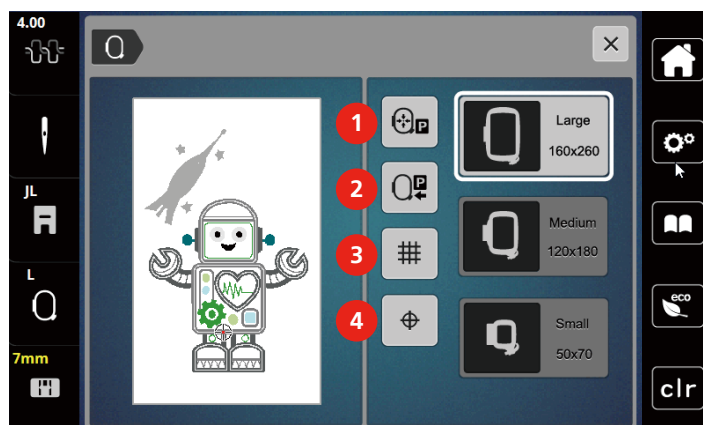 4.00
JL
L
7mm
1
P
2
P
3
4
Large
160x260
Medium
120x180
Small
50x70
eco
clr